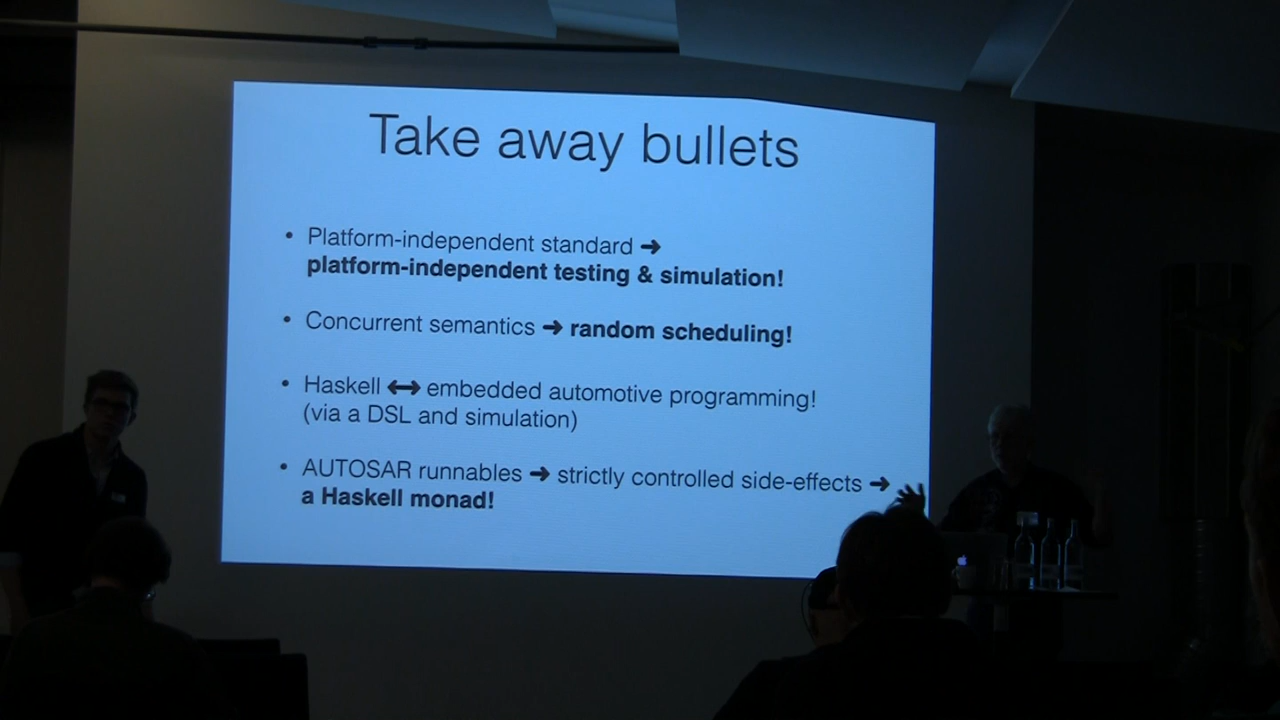 Take away bullets
• Platform-independent standard ➔
platform-independent testing & simulation!
• Concurrent semantics ➔ random scheduling!
• Haskell ⟷ embedded automotive programming!
(via a DSL and simulation)
• AUTOSAR runnables ➔ strictly controlled side-effects ➔
a Haskell monad!